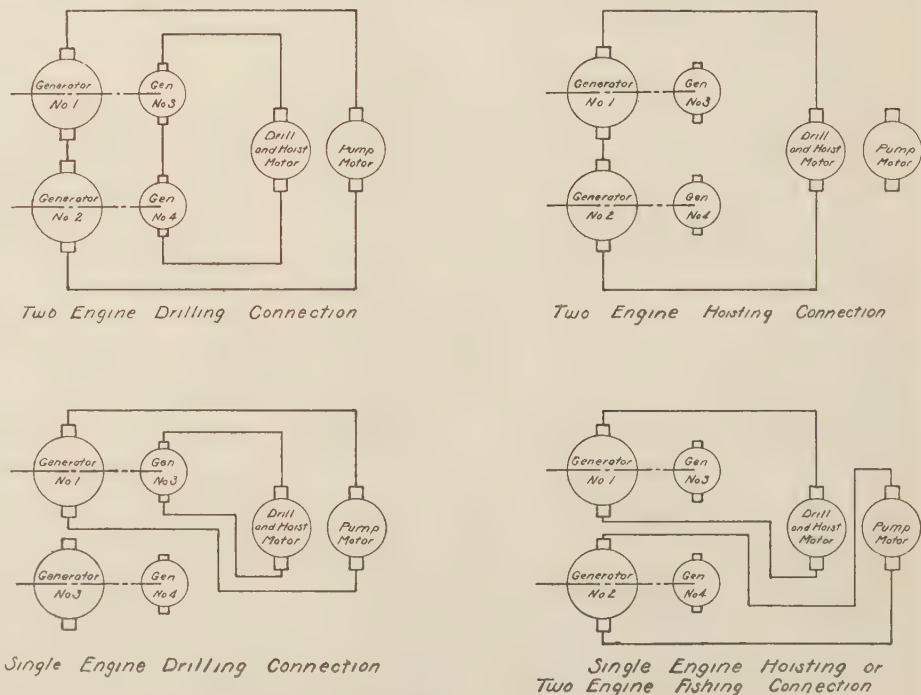 Generator
No 1
Gen
No 3
Generator
No 2
Gen
No 4
Drill
and Hoist
Motor
Pump
Motor
Two Engine Drilling Connection
Generator
No 1
Gen
No 3
Generator
No 2
Gen
No 4
Drill
and Hoist
Motor
Pump
Motor
Two Engine Hoisting Connection
Generator
No 1
Gen
No 3
Generator
No 3
Gen
No 4
Drill
and Hoist
Motor
Pump
Motor
Single Engine Drilling Connection
Generator
No 1
Gen
No 3
Generator
No 2
Gen
No 4
Drill
and Hoist
Motor
Pump
Motor
Single Engine Hoisting or
Two Engine Fishing Connection